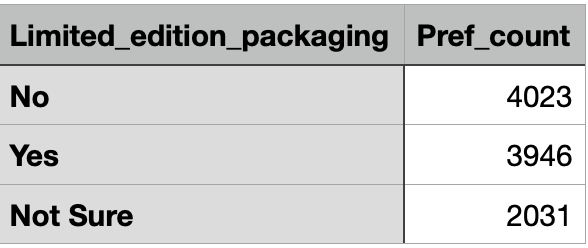 Limited_edition_packaging Pref_count
No 4023
Yes 3946
Not Sure 2031